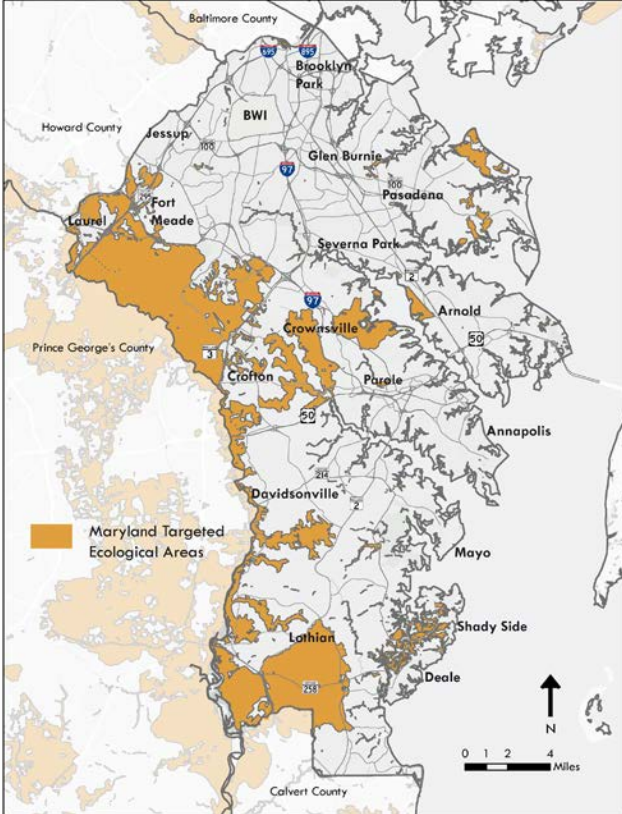 Baltimore County
695
895
Brooklyn
Park
BWI
Howard County
Jessup
100
Glen Burnie
97
100
Pasadena
Fort
Meade
Laurel
Severna Park
2
97
Arnold
Crownsville
50
Prince George's County
3
Crofton
Parole
50
Annapolis
214
Davidsonville
2
Maryland Targeted
Ecological Areas
Mayo
Shady Side
Lothian
Deale
258
N
0 1 2 4
Miles
Calvert County